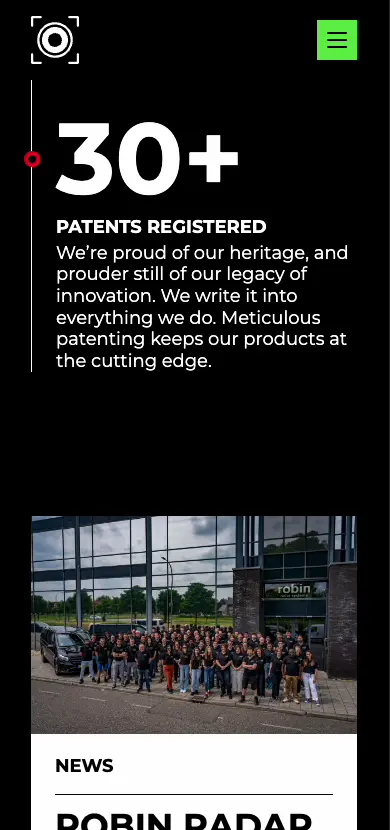 30+
PATENTS REGISTERED
We’re proud of our heritage, and
prouder still of our legacy of
innovation. We write it into
everything we do. Meticulous
patenting keeps our products at
the cutting edge.
robin
NEWS
ROBIN RADAR